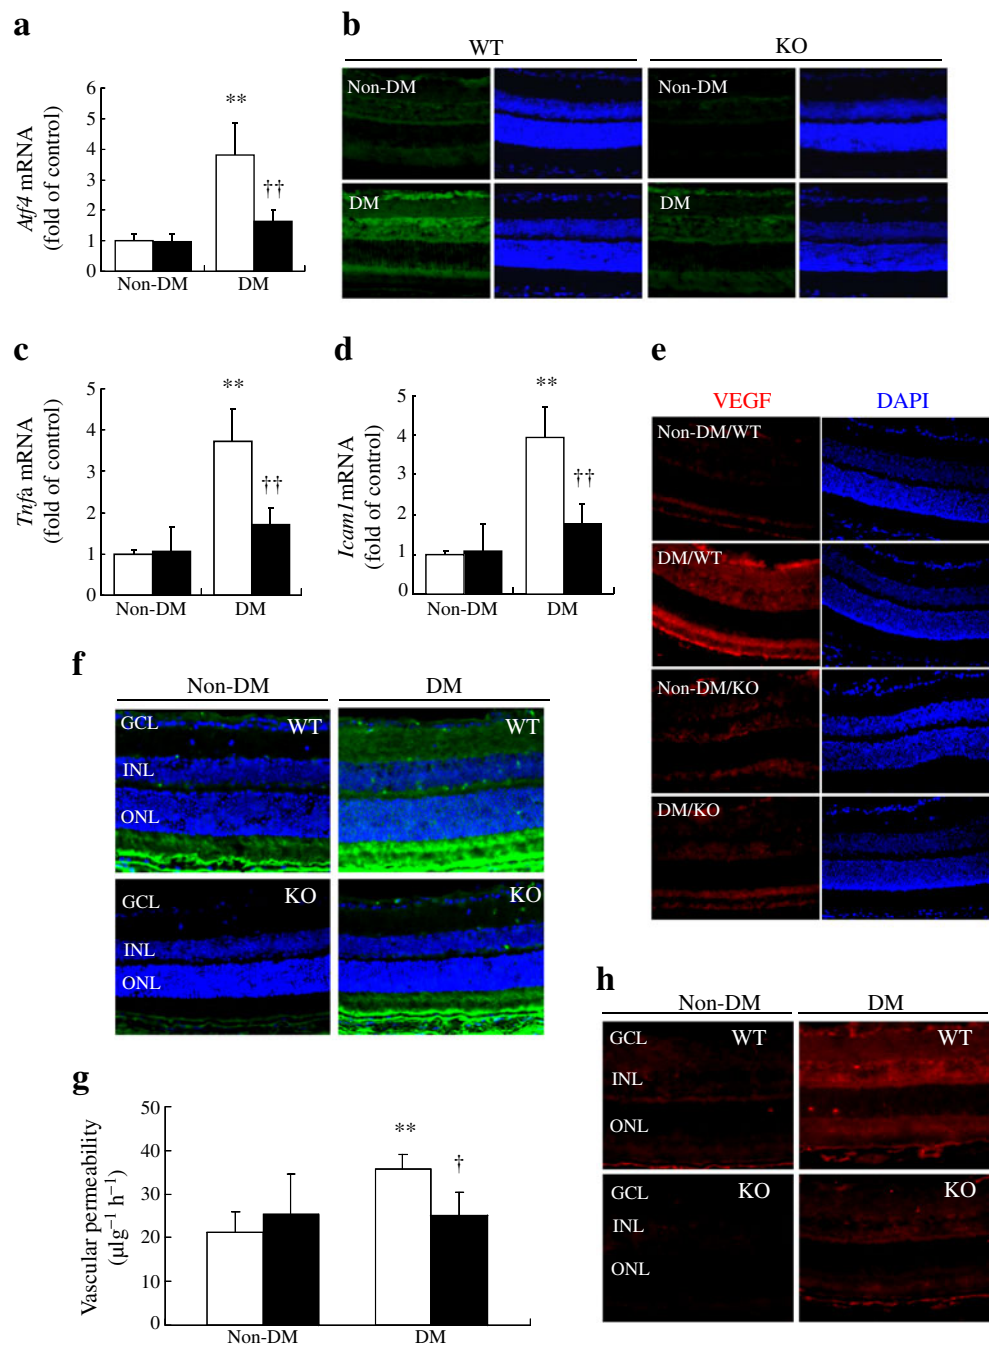 a
Atf4 mRNA
(fold of control)
6
5
4
3
2
1
0
**
††
Non-DM
DM
b
WT
KO
Non-DM
Non-DM
DM
DM
c
Tnfa mRNA
(fold of control)
5
4
3
2
1
0
**
††
Non-DM
DM
d
Icam1 mRNA
(fold of control)
5
4
3
2
1
0
**
††
Non-DM
DM
e
VEGF
DAPI
Non-DM/WT
DM/WT
Non-DM/KO
DM/KO
f
Non-DM
DM
GCL
WT
WT
INL
ONL
GCL
KO
KO
INL
ONL
g
Vascular permeability
(µlg⁻¹ h⁻¹)
50
40
30
20
10
0
**
†
Non-DM
DM
h
Non-DM
DM
GCL
WT
WT
INL
ONL
GCL
KO
KO
INL
ONL